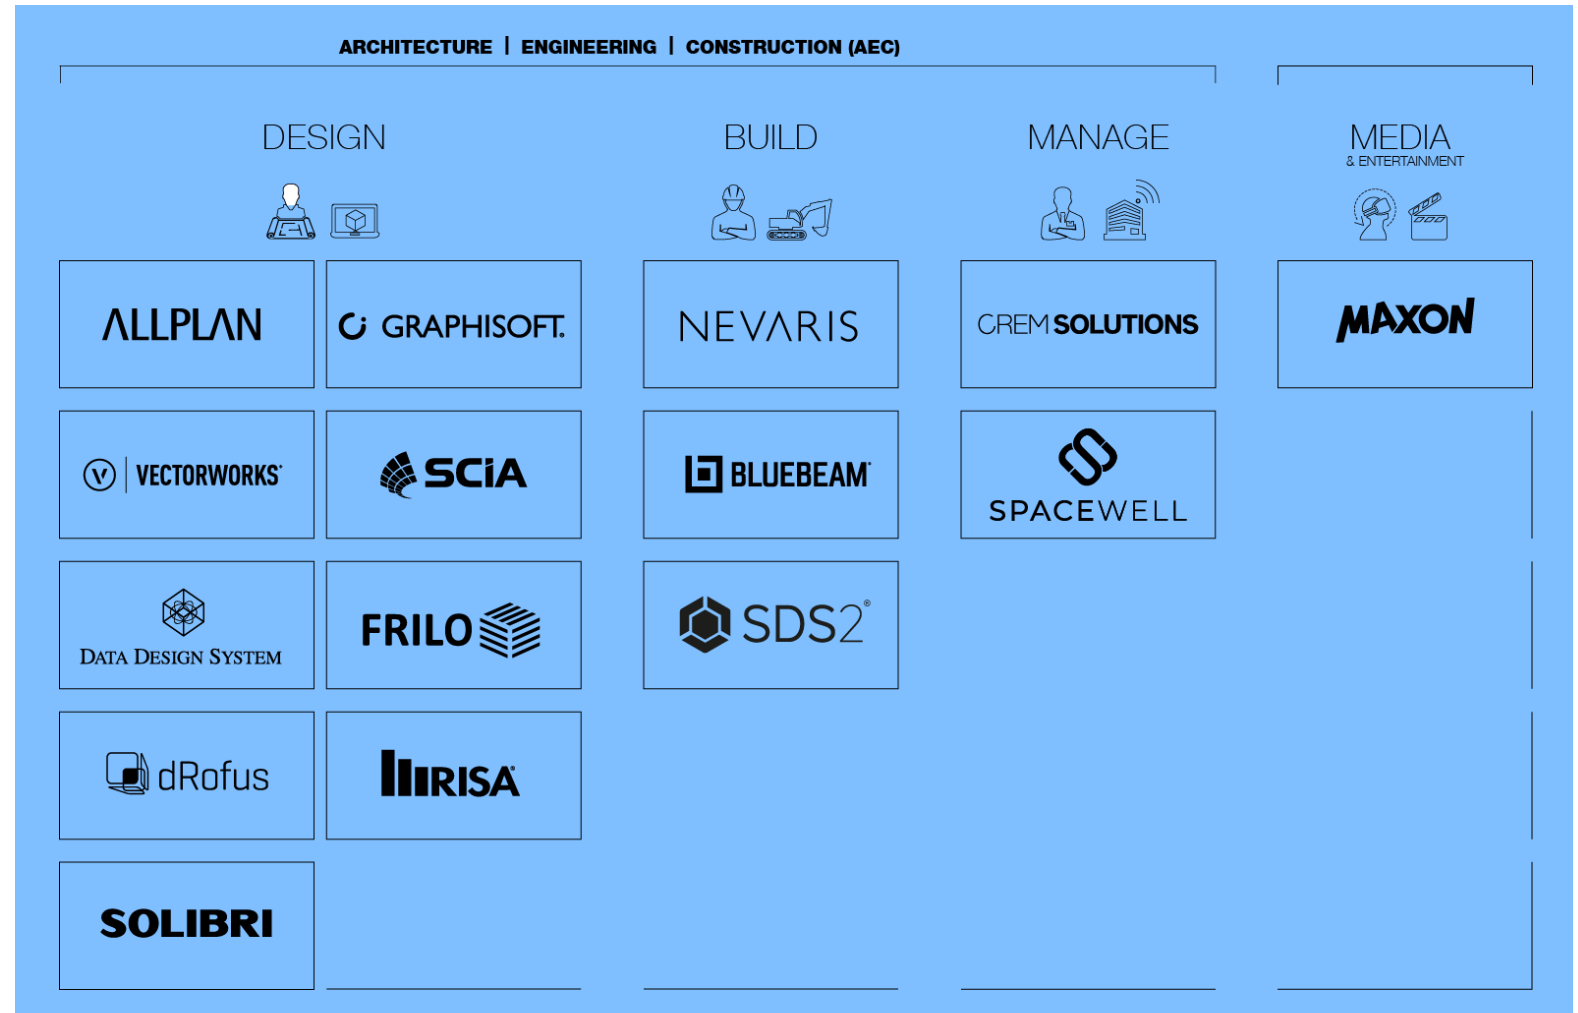 ARCHITECTURE | ENGINEERING | CONSTRUCTION (AEC)
DESIGN
BUILD
MANAGE
MEDIA
& ENTERTAINMENT
ALLPLAN
GRAPHISOFT.
NEVARIS
CREM SOLUTIONS
MAXON
VECTORWORKS
SCiA
BLUEBEAM
SPACEWELL
DATA DESIGN SYSTEM
FRILO
SDS2®
dRofus
RISA
SOLIBRI